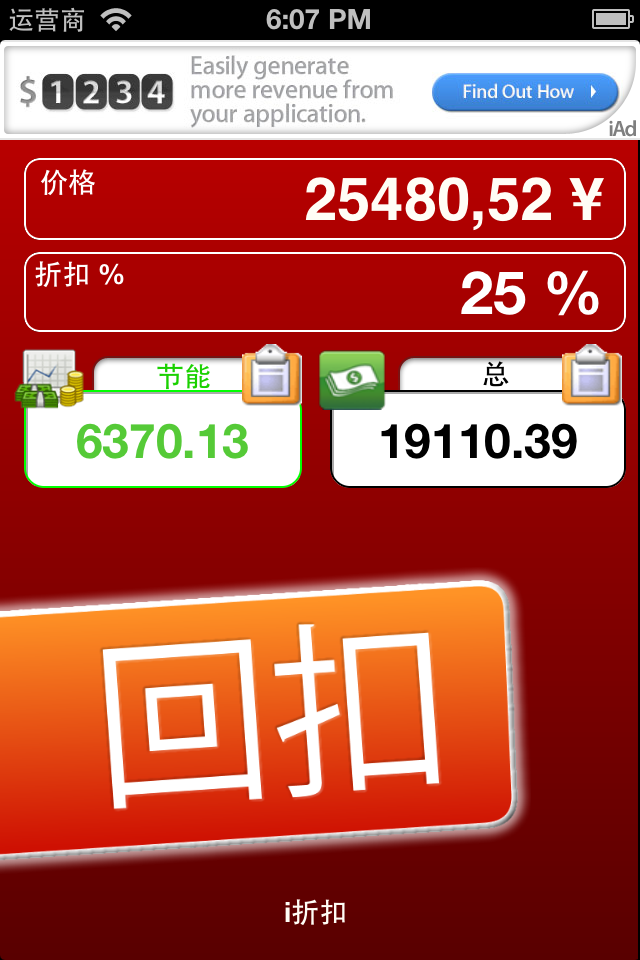 运营商 6:07 PM
$1234
Easily generate
more revenue from
your application.
Find Out How
iAd
价格
25480,52 ¥
折扣 %
25 %
节能
总
6370.13
19110.39
回扣
i折扣